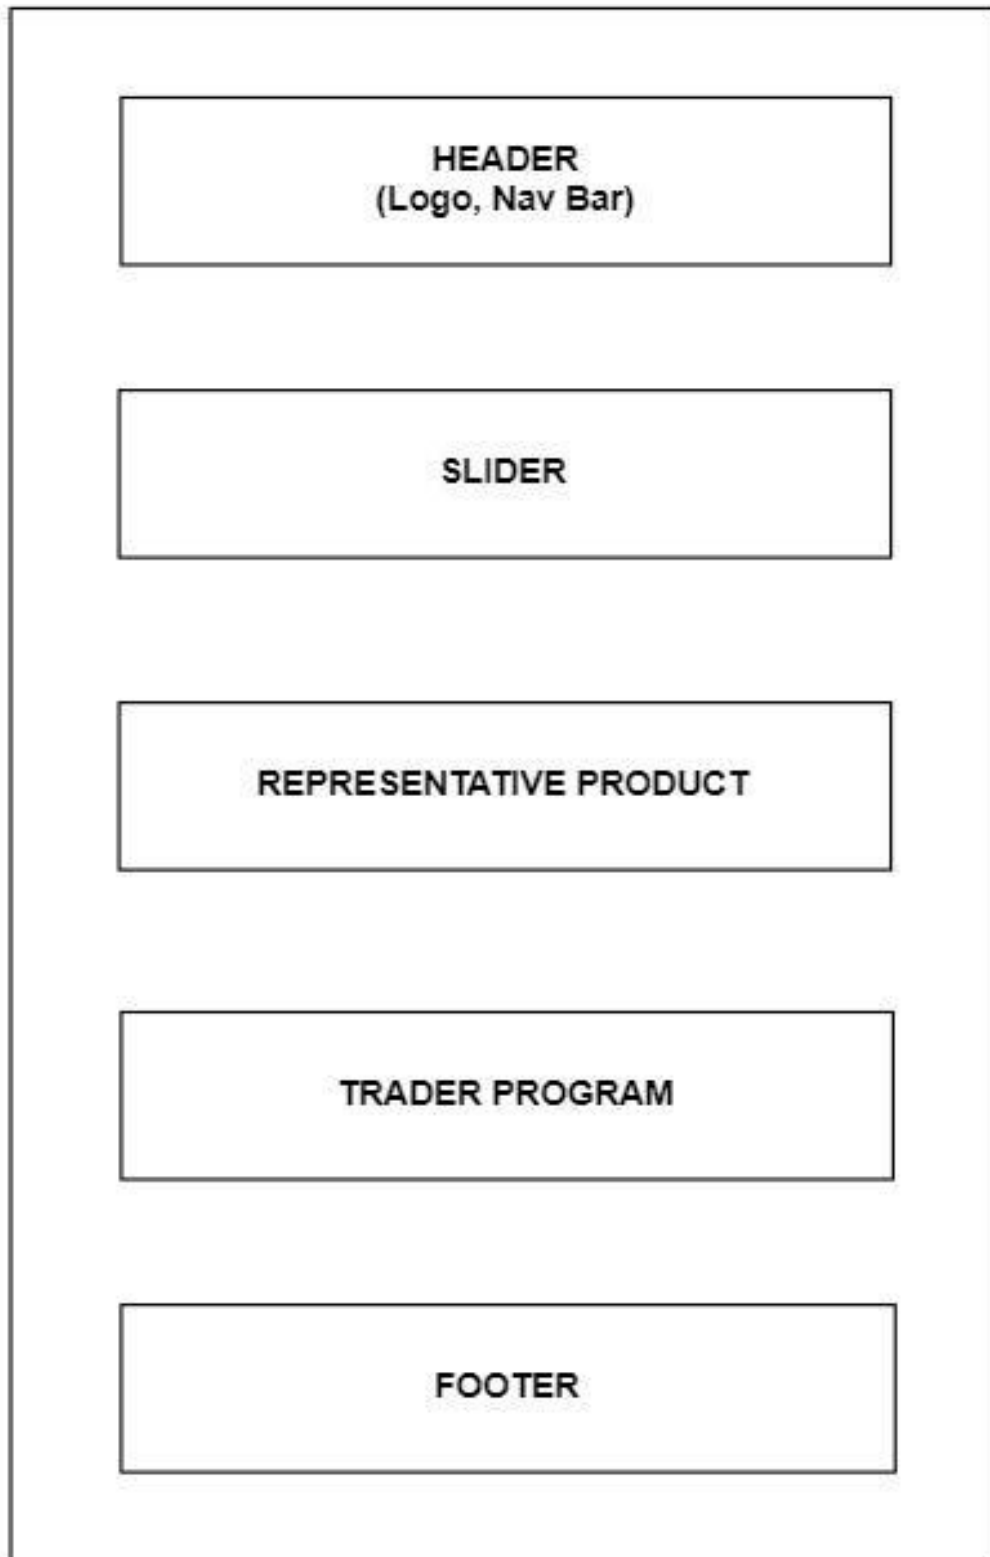 HEADER
(Logo, Nav Bar)
SLIDER
REPRESENTATIVE PRODUCT
TRADER PROGRAM
FOOTER